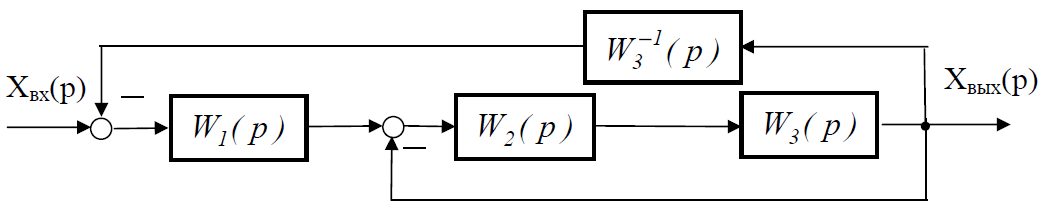 W₃⁻¹( p )
Xвх(p)
Xвых(p)
–
W₁( p )
W₂( p )
W₃( p )
–